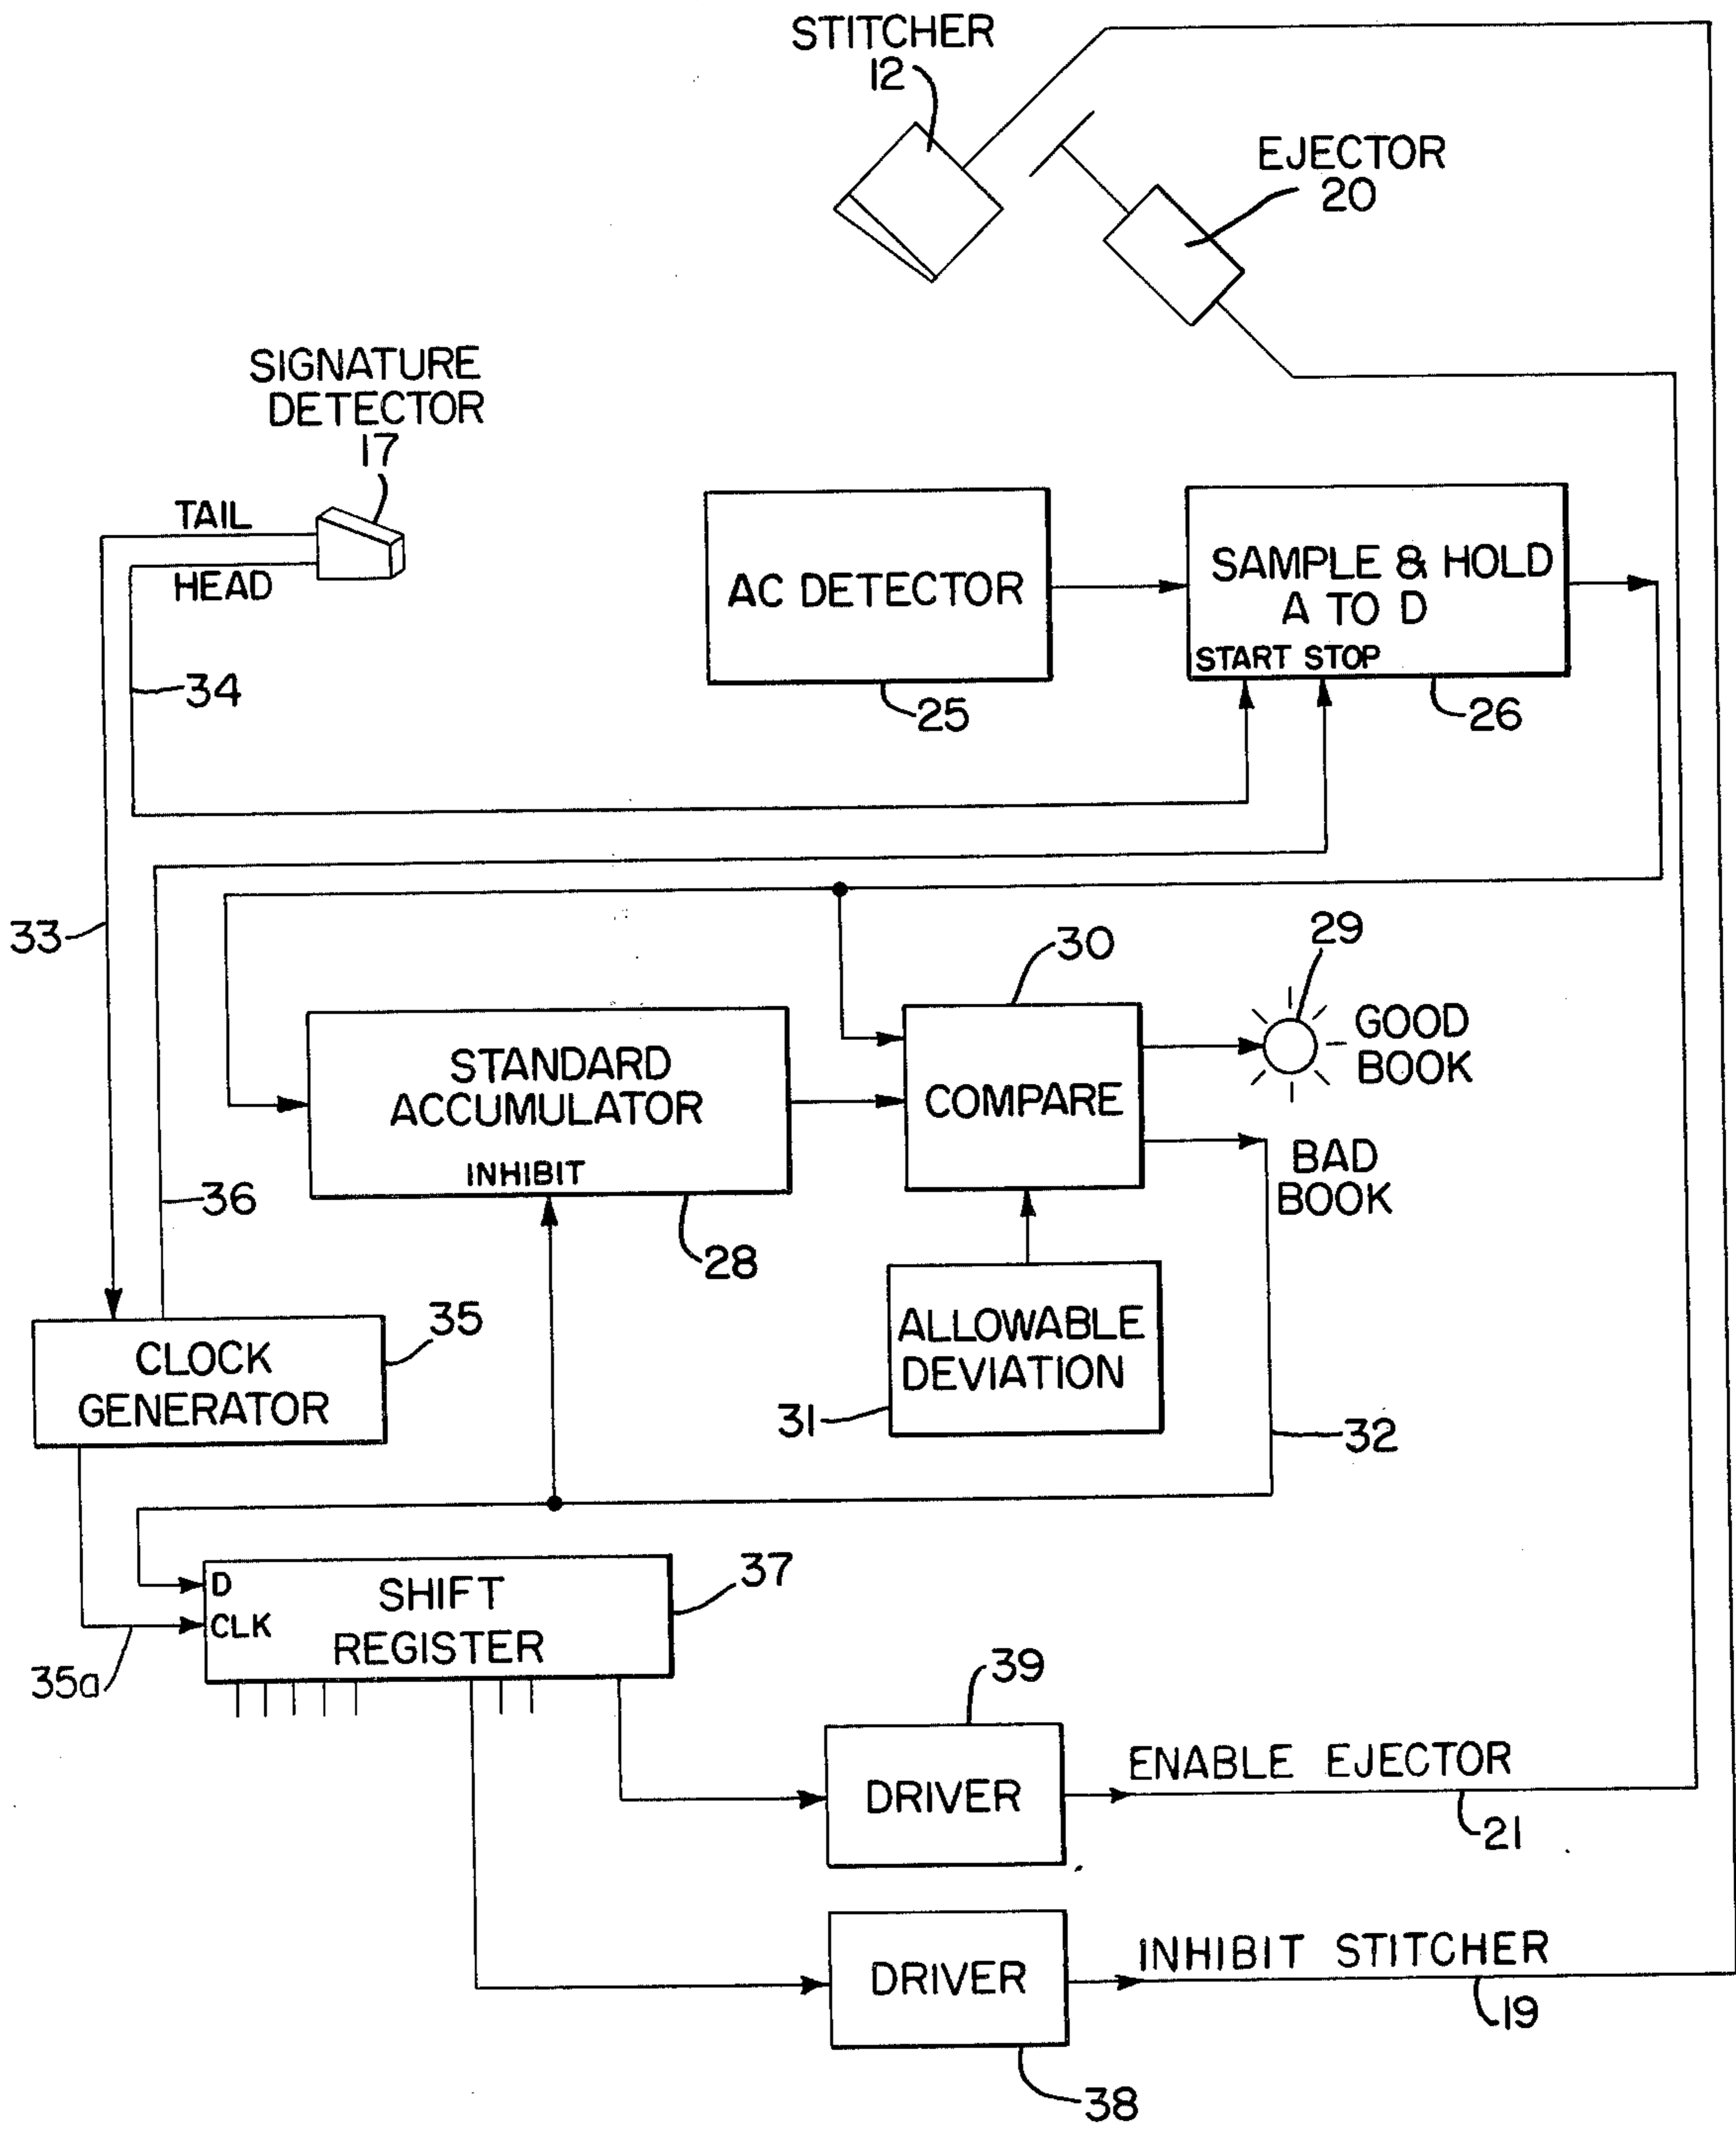 STITCHER
12
EJECTOR
20
SIGNATURE
DETECTOR
17
TAIL
HEAD
34
AC DETECTOR
25
SAMPLE & HOLD
A TO D
START STOP
26
33
36
STANDARD
ACCUMULATOR
INHIBIT
28
30
COMPARE
29
GOOD
BOOK
BAD
BOOK
ALLOWABLE
DEVIATION
31
32
CLOCK
GENERATOR
35
D
CLK
SHIFT
REGISTER
37
35a
39
DRIVER
ENABLE EJECTOR
21
DRIVER
INHIBIT STITCHER
19
38